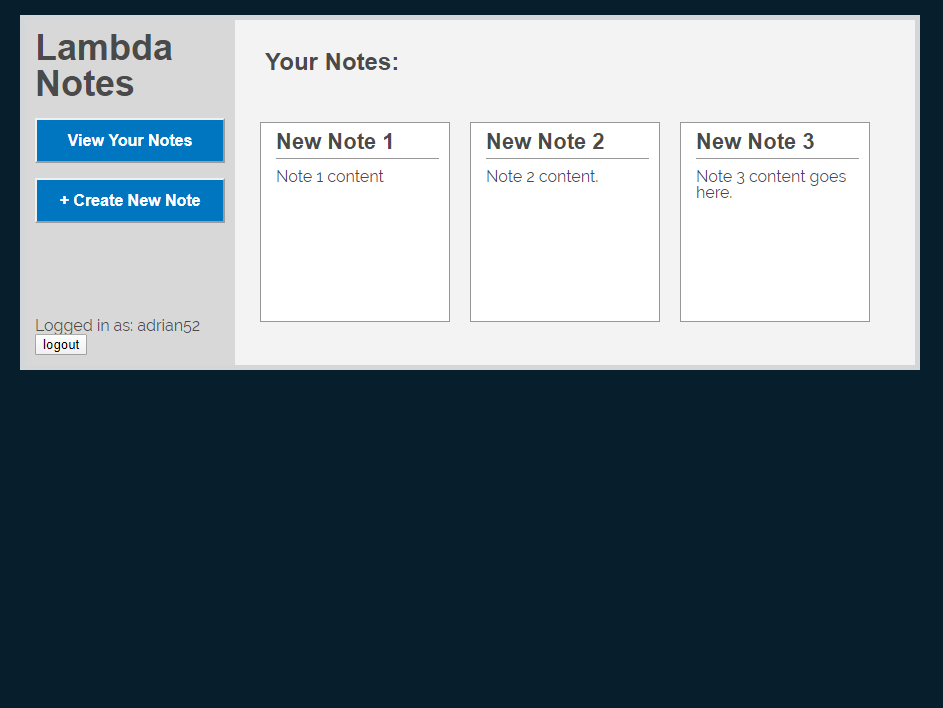 Lambda
Notes
View Your Notes
+ Create New Note
Logged in as: adrian52
logout
Your Notes:
New Note 1
Note 1 content
New Note 2
Note 2 content.
New Note 3
Note 3 content goes
here.